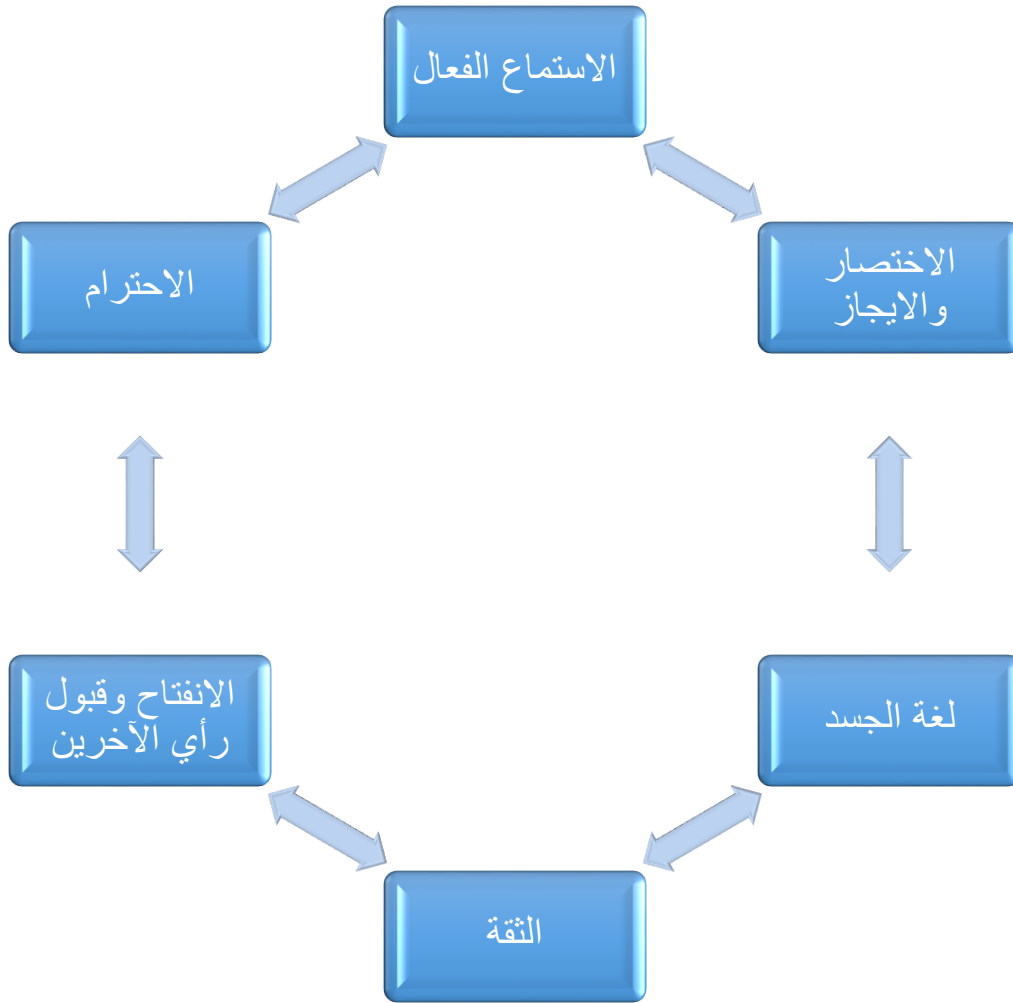 الاستماع الفعال
الاختصار
والايجاز
لغة الجسد
الثقة
الانفتاح وقبول
رأي الآخرين
الاحترام